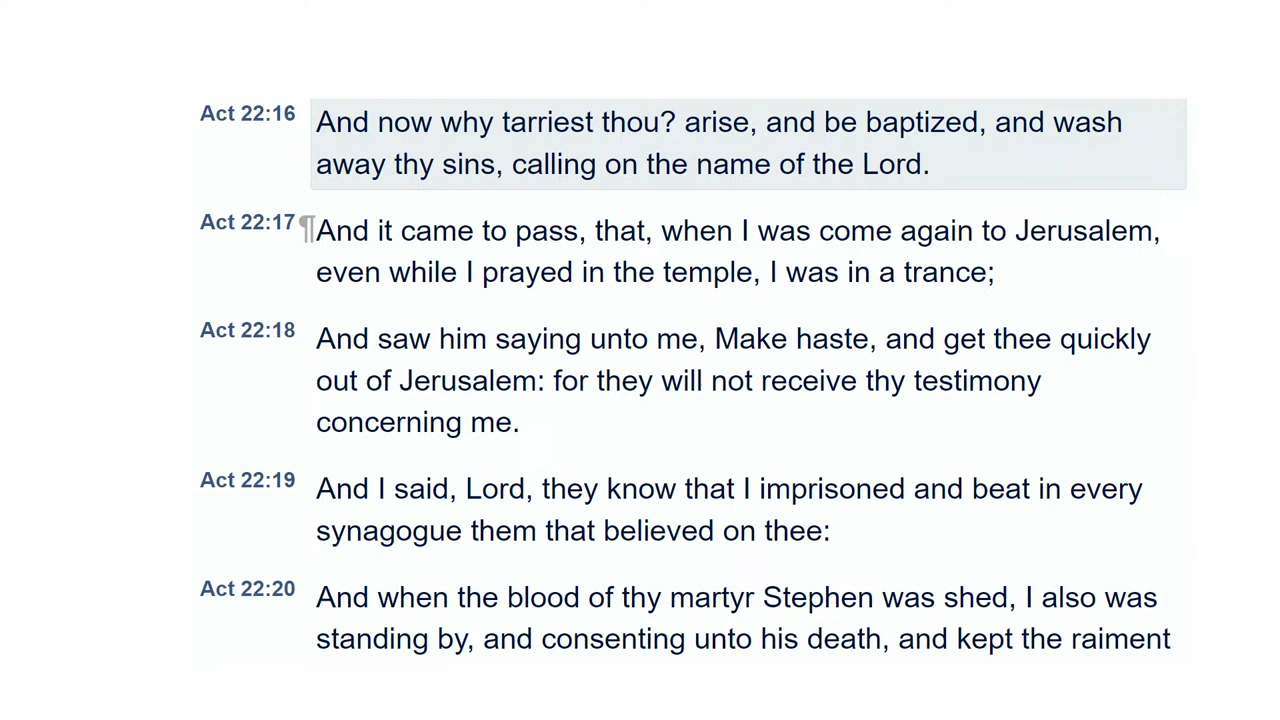 Act 22:16 And now why tarriest thou? arise, and be baptized, and wash
away thy sins, calling on the name of the Lord.
Act 22:17 ¶And it came to pass, that, when I was come again to Jerusalem,
even while I prayed in the temple, I was in a trance;
Act 22:18 And saw him saying unto me, Make haste, and get thee quickly
out of Jerusalem: for they will not receive thy testimony
concerning me.
Act 22:19 And I said, Lord, they know that I imprisoned and beat in every
synagogue them that believed on thee:
Act 22:20 And when the blood of thy martyr Stephen was shed, I also was
standing by, and consenting unto his death, and kept the raiment